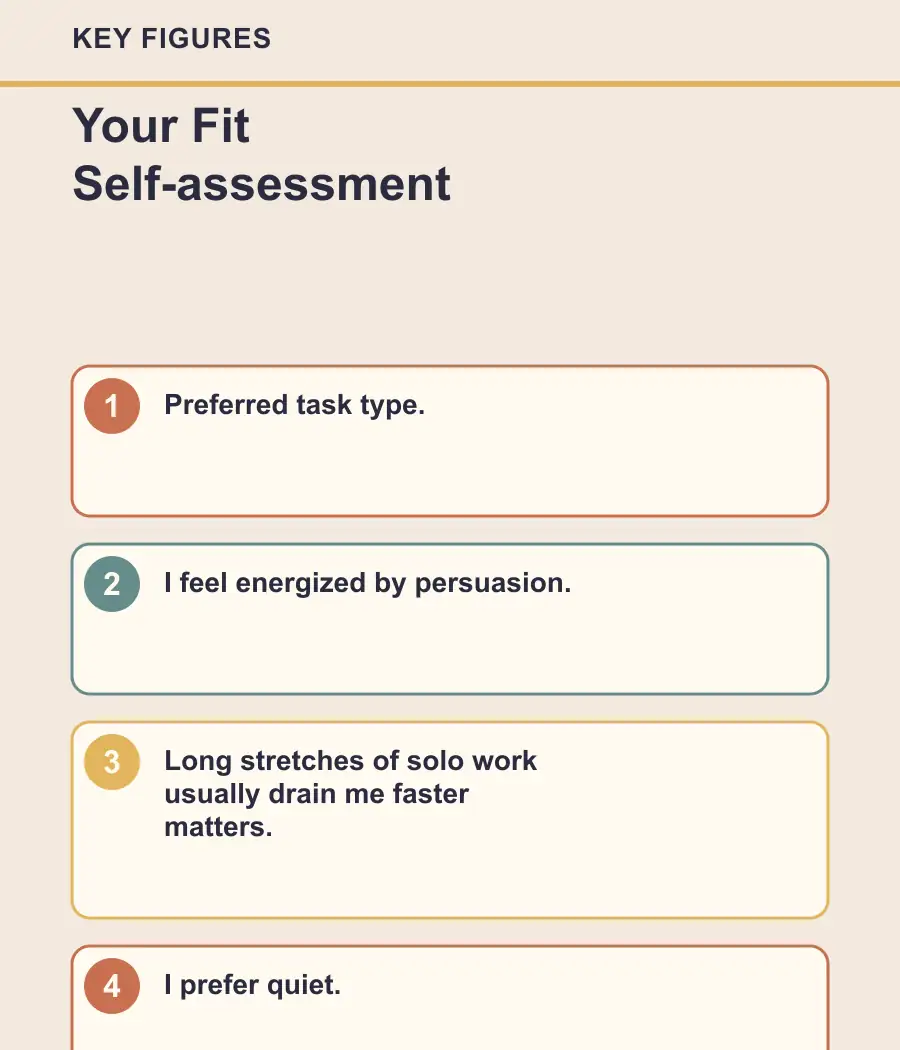 KEY FIGURES
Your Fit
Self-assessment
1
Preferred task type.
2
I feel energized by persuasion.
3
Long stretches of solo work
usually drain me faster
matters.
4
I prefer quiet.